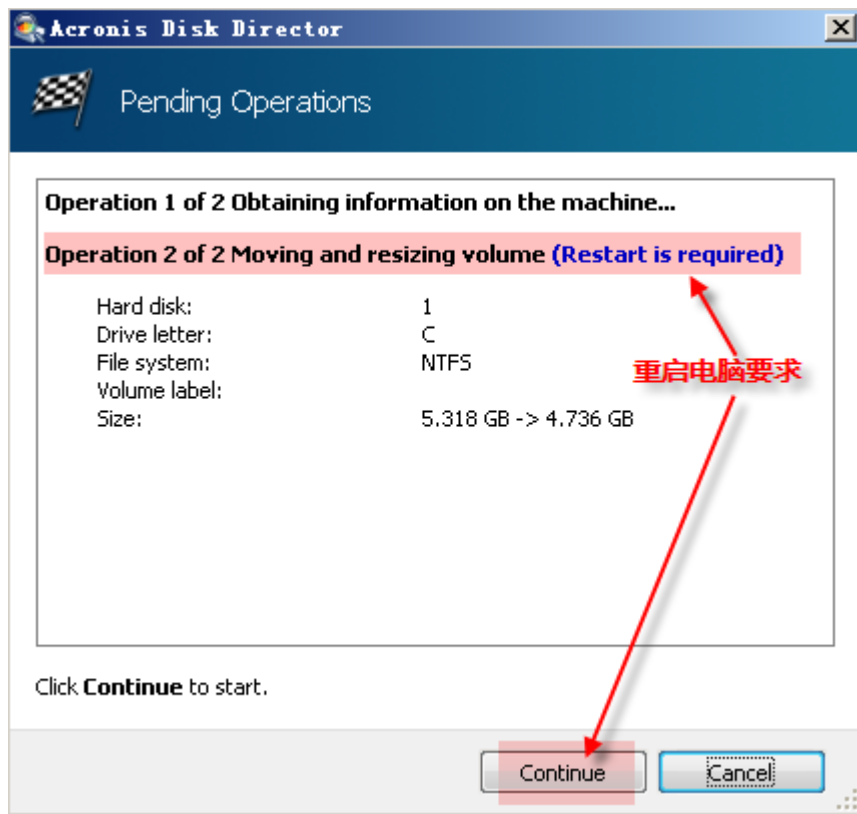 Acronis Disk Director
Pending Operations
Operation 1 of 2 Obtaining information on the machine...
Operation 2 of 2 Moving and resizing volume (Restart is required)
Hard disk: 1
Drive letter: C
File system: NTFS
重启电脑要求
Volume label:
Size: 5.318 GB -> 4.736 GB
Click Continue to start.
Continue Cancel